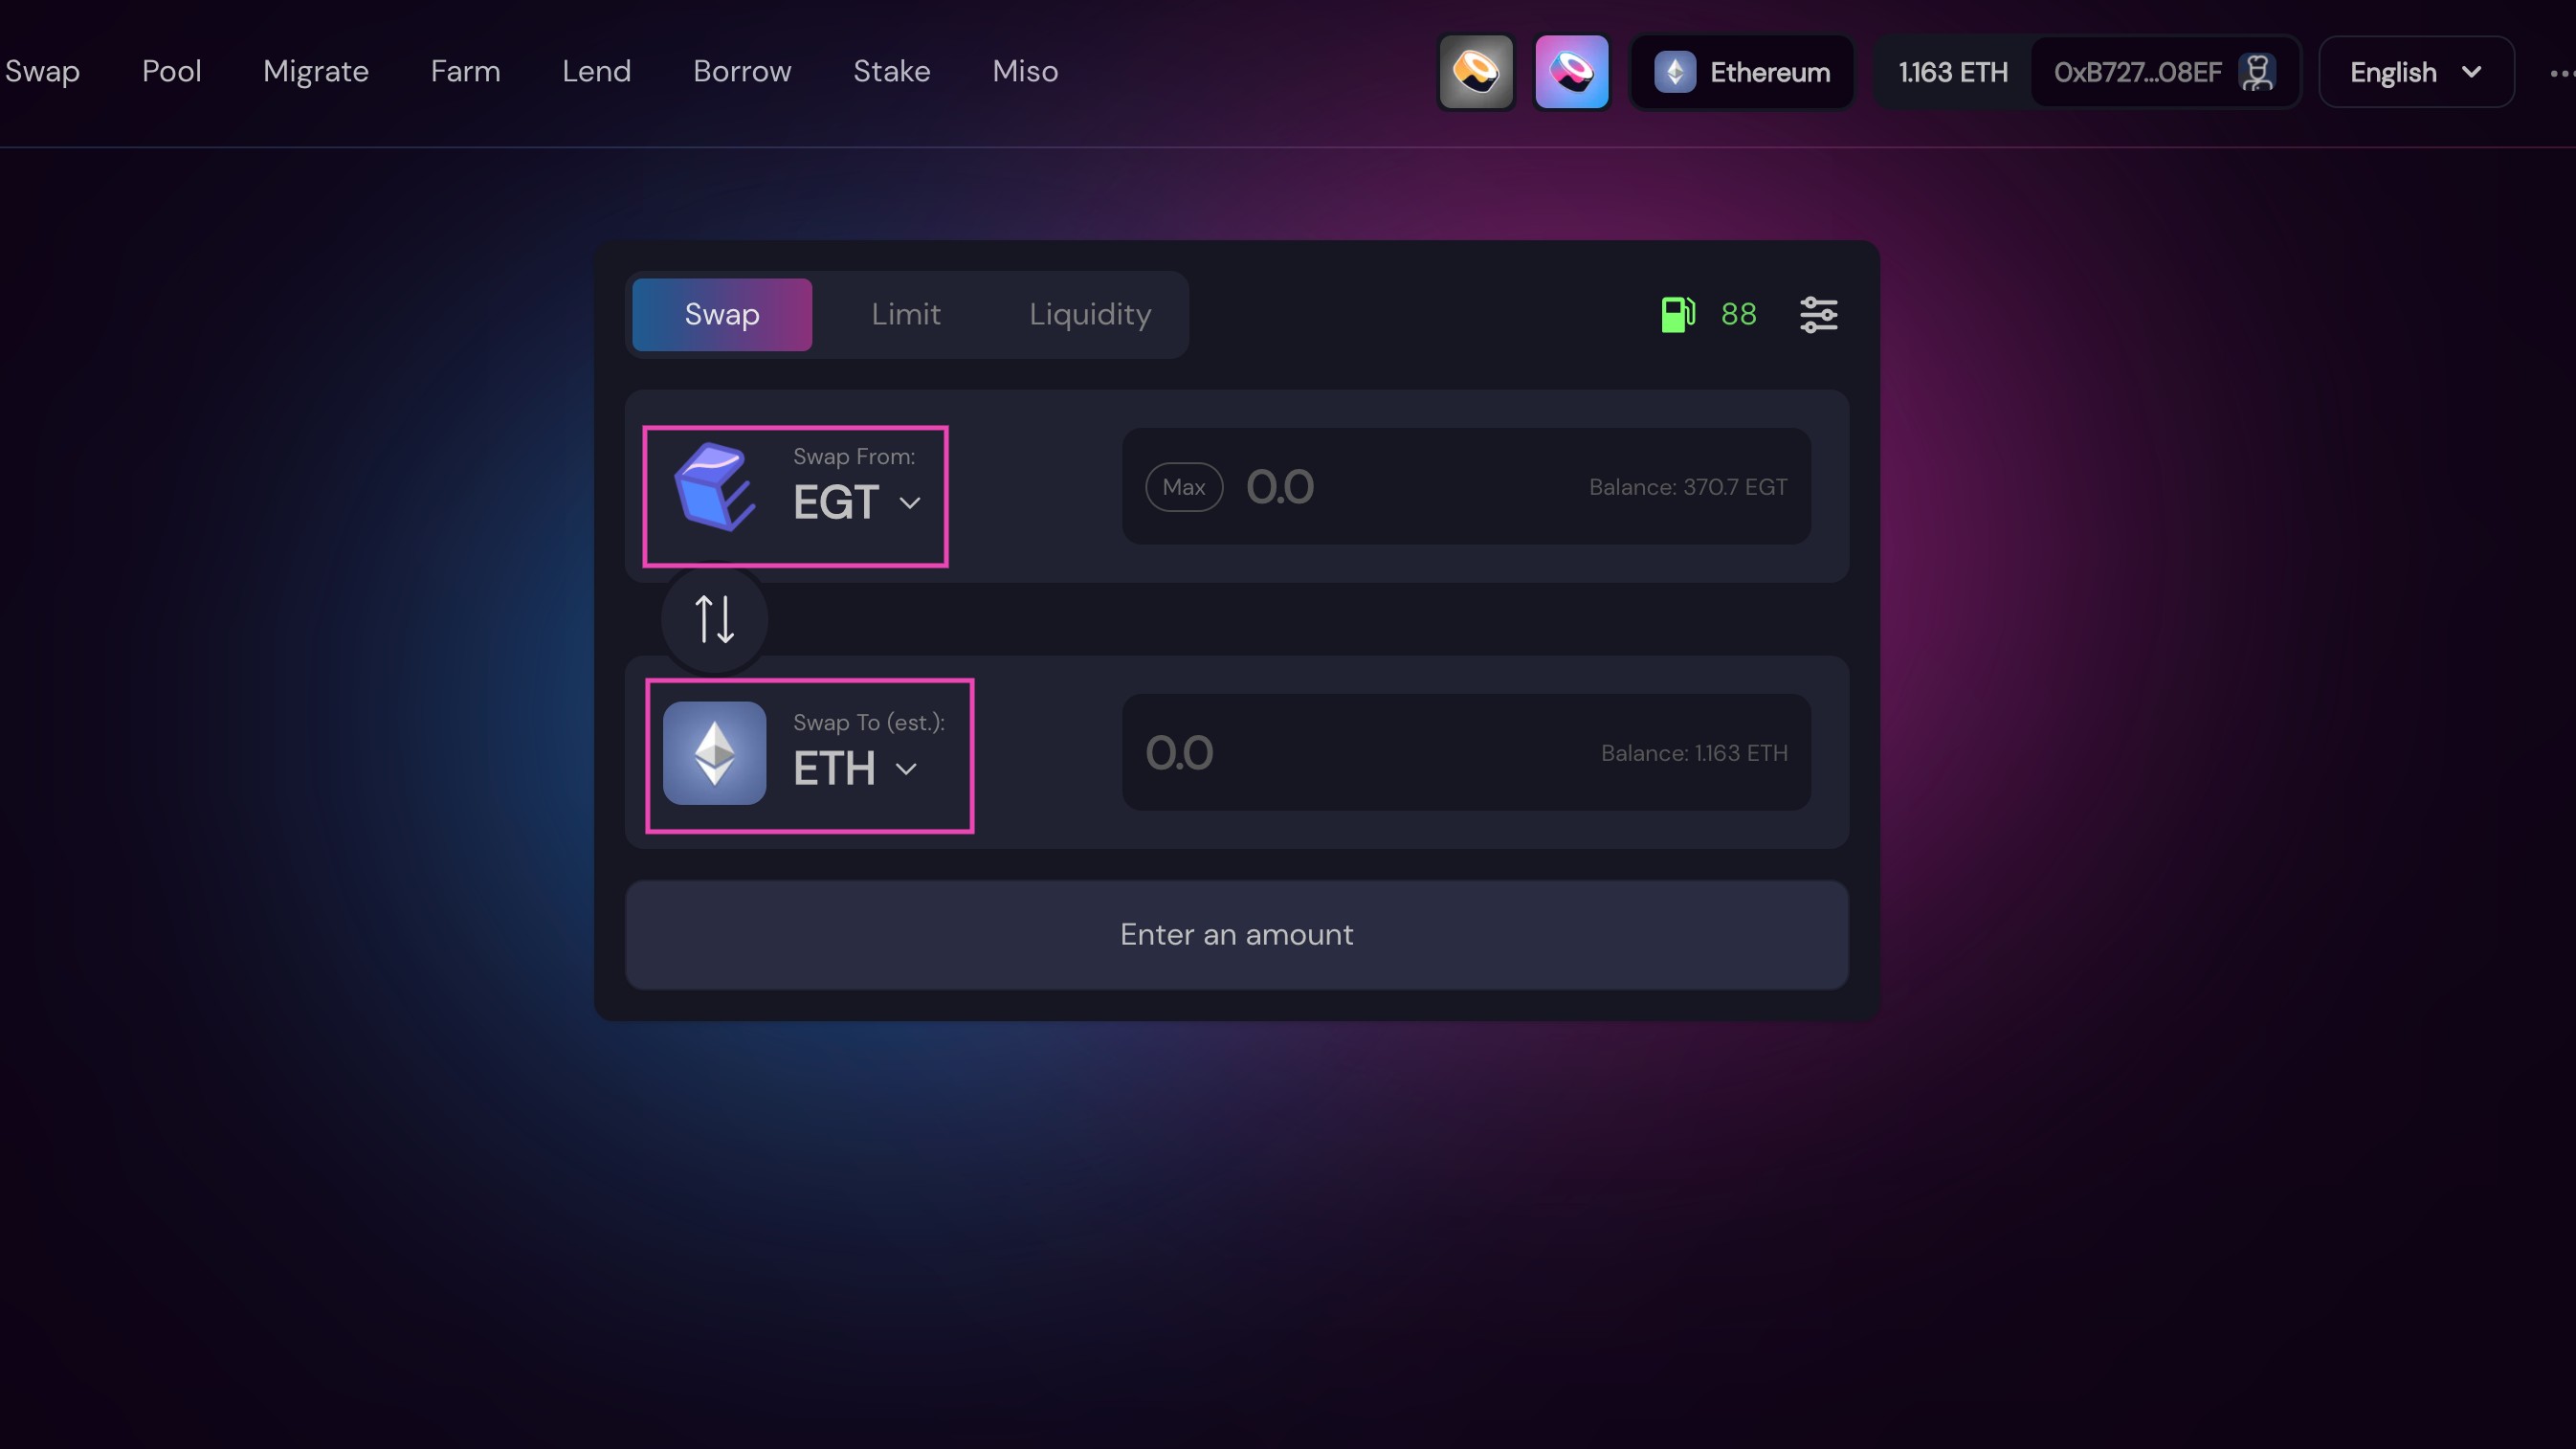 Swap Pool Migrate Farm Lend Borrow Stake Miso Ethereum 1.163 ETH 0xB727...08EF English
Swap Limit Liquidity 88
Swap From:
EGT
Max 0.0 Balance: 370.7 EGT
Swap To (est.):
ETH
0.0 Balance: 1.163 ETH
Enter an amount